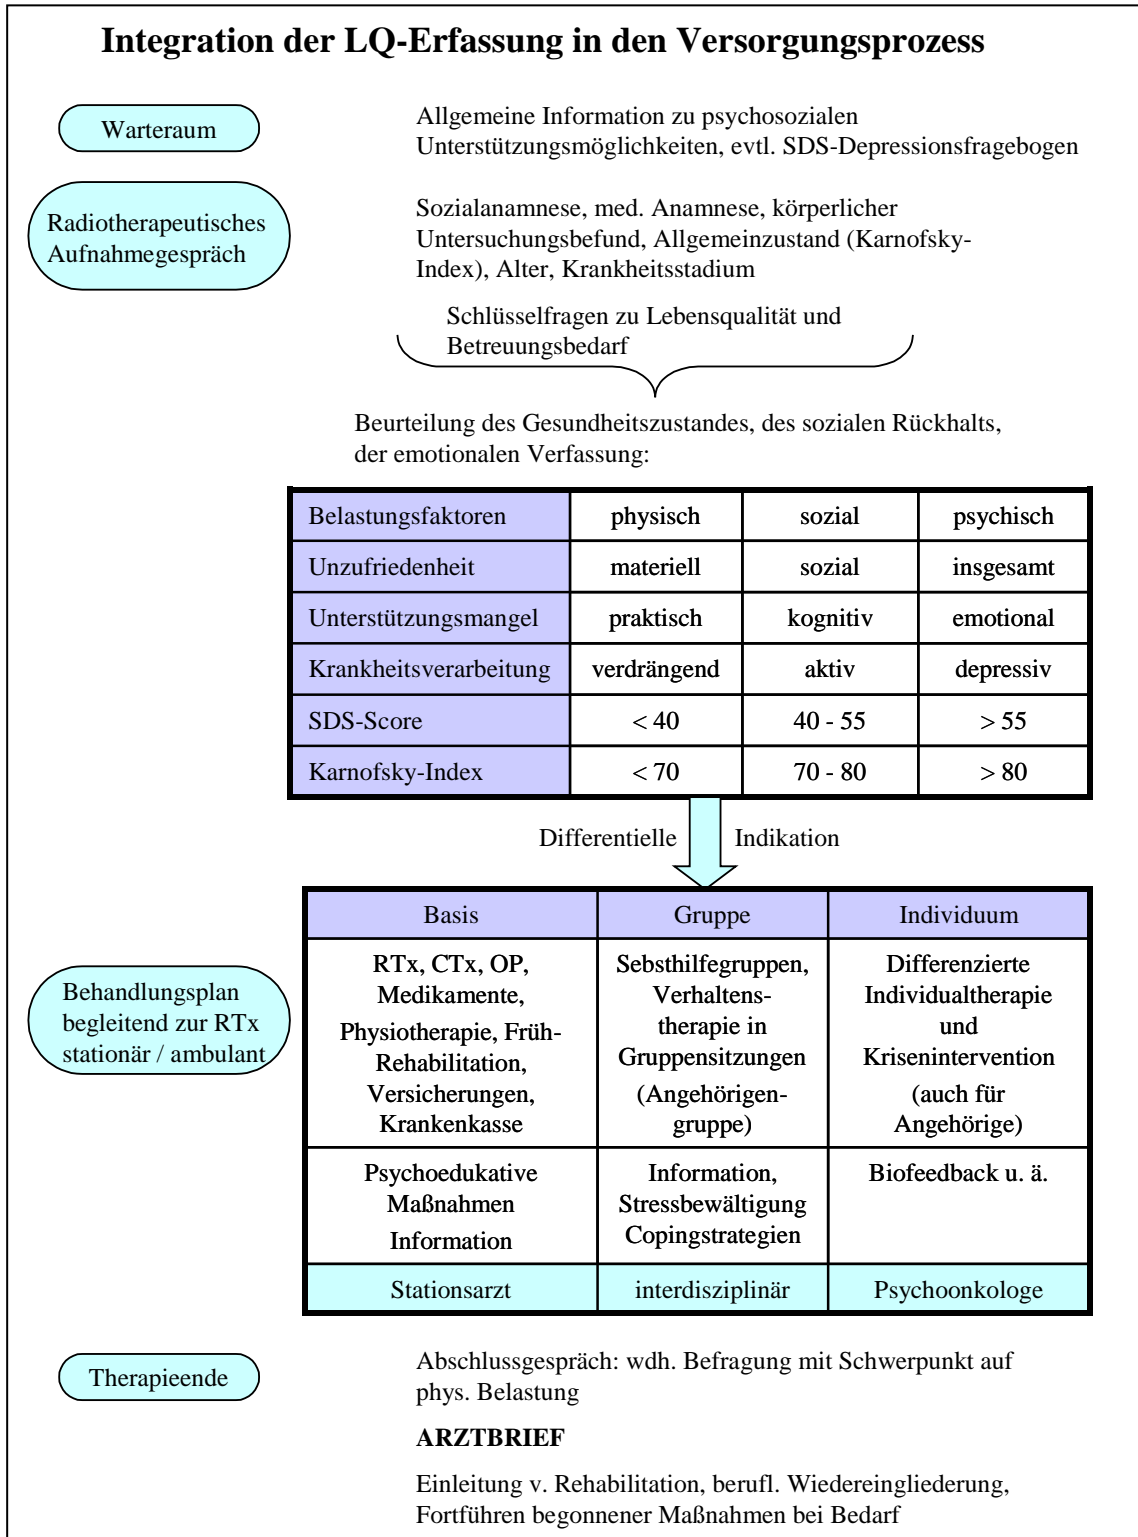 Integration der LQ-Erfassung in den Versorgungsprozess
Warteraum
Allgemeine Information zu psychosozialen
Unterstützungsmöglichkeiten, evtl. SDS-Depressionsfragebogen
Radiotherapeutisches
Aufnahmegespräch
Sozialanamnese, med. Anamnese, körperlicher
Untersuchungsbefund, Allgemeinzustand (Karnofsky-
Index), Alter, Krankheitsstadium
Schlüsselfragen zu Lebensqualität und
Betreuungsbedarf
Beurteilung des Gesundheitszustandes, des sozialen Rückhalts,
der emotionalen Verfassung:
Belastungsfaktoren physisch sozial psychisch
Unzufriedenheit materiell sozial insgesamt
Unterstützungsmangel praktisch kognitiv emotional
Krankheitsverarbeitung verdrängend aktiv depressiv
SDS-Score < 40 40 - 55 > 55
Karnofsky-Index < 70 70 - 80 > 80
Differentielle Indikation
Basis Gruppe Individuum
Behandlungsplan
begleitend zur RTx
stationär / ambulant
RTx, CTx, OP,
Medikamente,
Physiotherapie, Früh-
Rehabilitation,
Versicherungen,
Krankenkasse
Sebsthilfegruppen,
Verhaltens-
therapie in
Gruppensitzungen
(Angehörigen-
gruppe)
Differenzierte
Individualtherapie
und
Krisenintervention
(auch für
Angehörige)
Psychoedukative
Maßnahmen
Information
Information,
Stressbewältigung
Copingstrategien
Biofeedback u. ä.
Stationsarzt interdisziplinär Psychoonkologe
Therapieende
Abschlussgespräch: wdh. Befragung mit Schwerpunkt auf
phys. Belastung
ARZTBRIEF
Einleitung v. Rehabilitation, berufl. Wiedereingliederung,
Fortführen begonnener Maßnahmen bei Bedarf